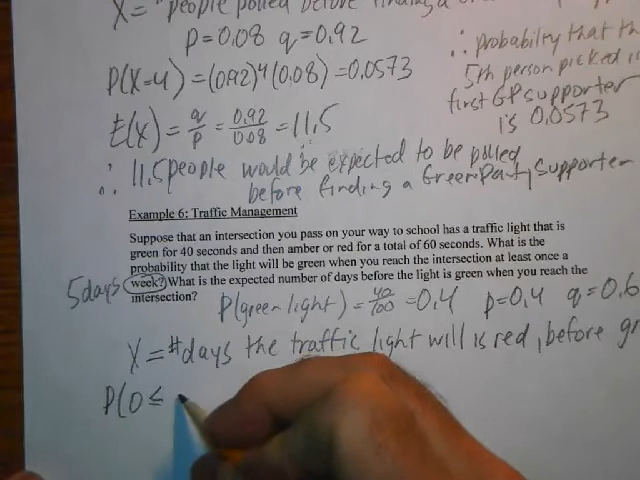 X = "people polled before finding a
p=0.08 q=0.92
P(X=4) = (0.92)⁴(0.08) = 0.0573
∴ probability that th
5th person picked is
first GP supporter
is 0.0573
E(X) = q/p = 0.92/0.08 = 11.5
∴ 11.5 people would be expected to be polled
before finding a Green Party supporter
Example 6: Traffic Management
Suppose that an intersection you pass on your way to school has a traffic light that is
green for 40 seconds and then amber or red for a total of 60 seconds. What is the
probability that the light will be green when you reach the intersection at least once a
5 days week? What is the expected number of days before the light is green when you reach the
intersection?
P(green light) = 40/100 = 0.4 p=0.4 q=0.6
X = # days the traffic light will is red, before gr
P(0 ≤